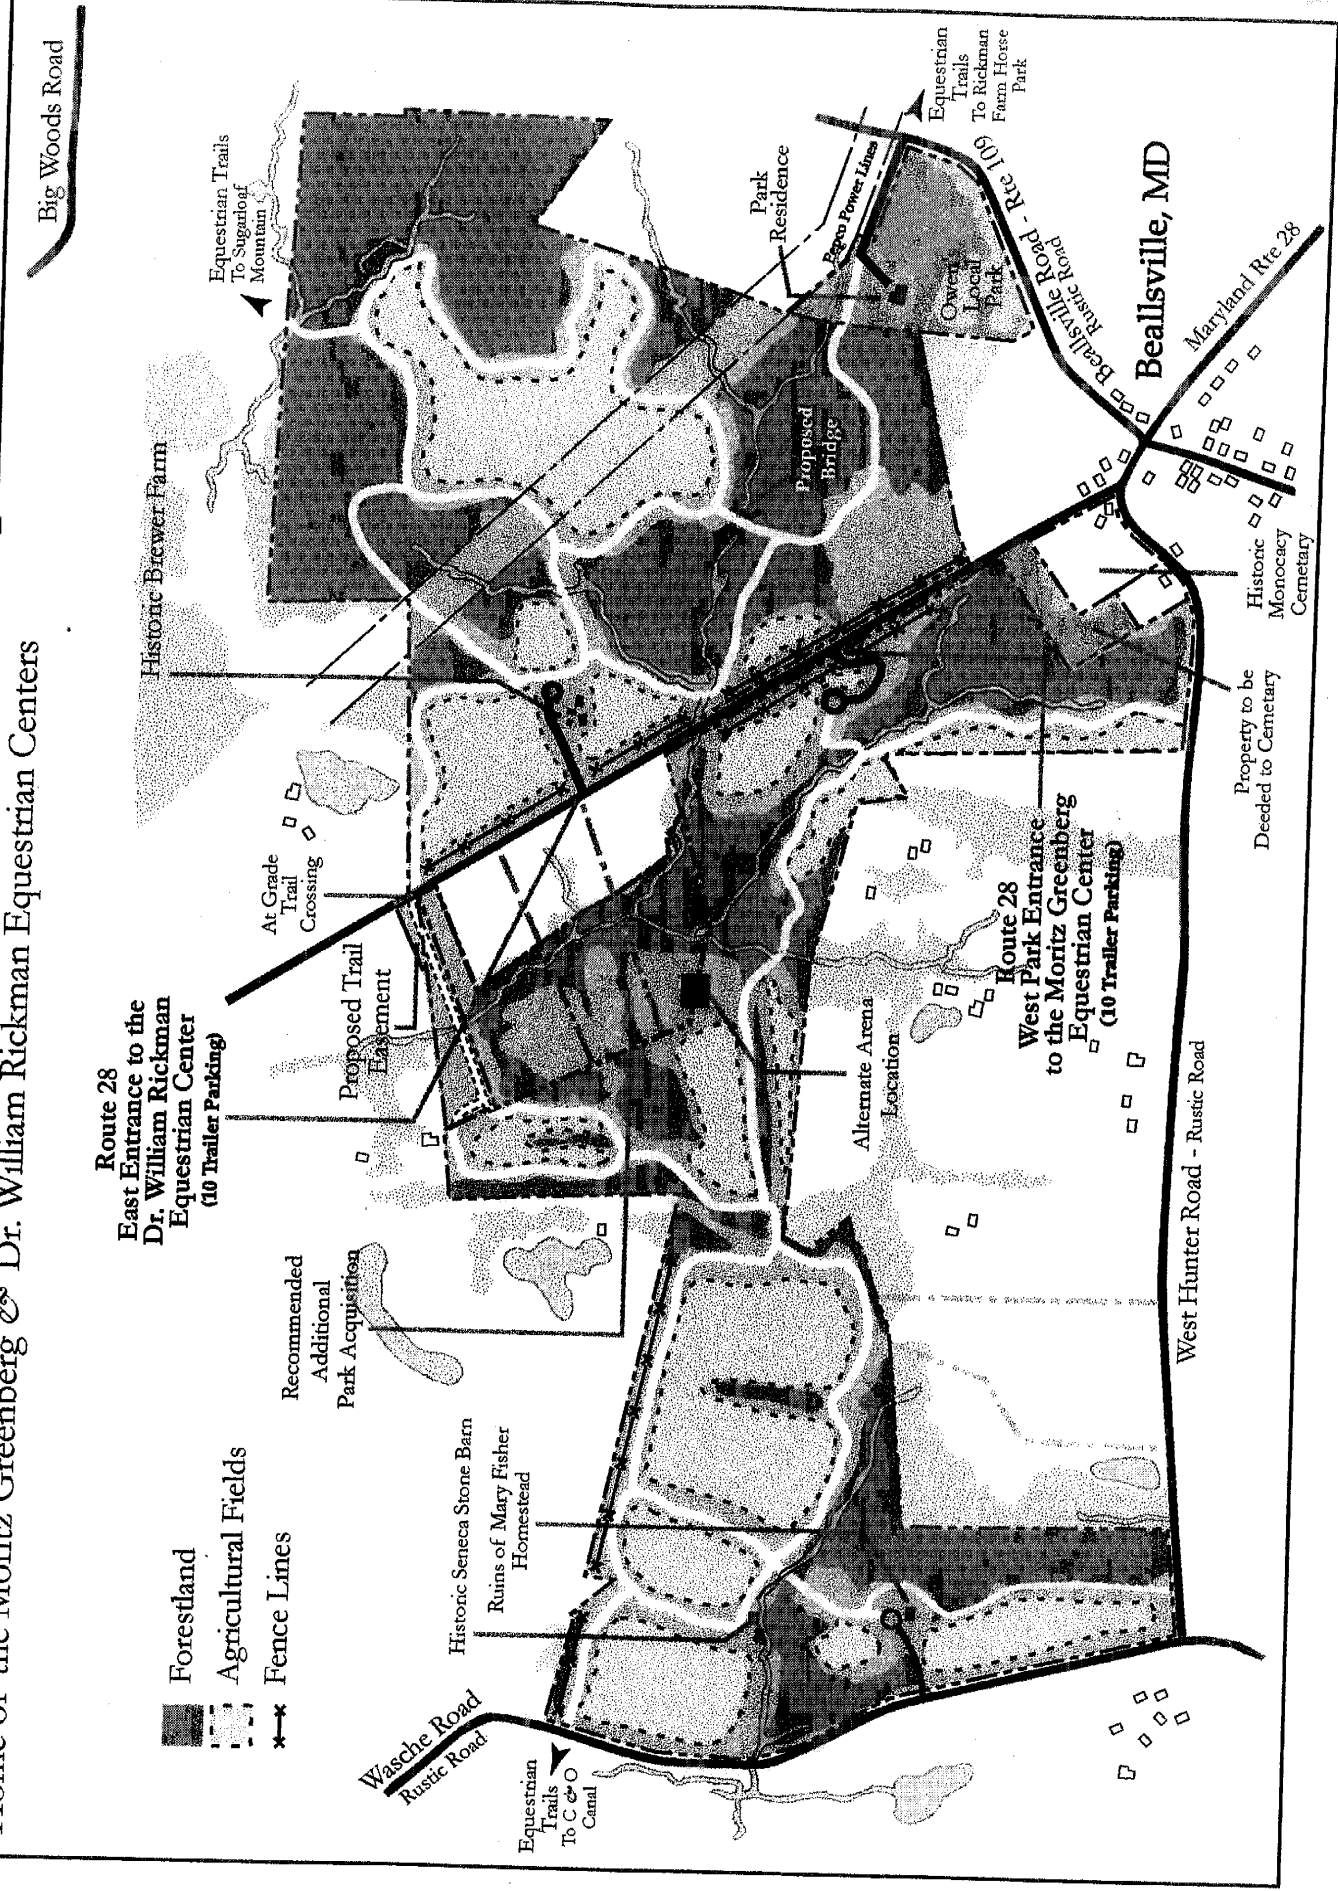 Home of the Moritz Greenberg & Dr. William Rickman Equestrian Centers
Big Woods Road
Forestland
Agricultural Fields
Fence Lines
Route 28
East Entrance to the
Dr. William Rickman
Equestrian Center
(10 Trailer Parking)
Historic Brewer Farm
Equestrian Trails
To Sugarloaf
Mountain
At Grade
Trail
Crossing
Proposed Trail
Easement
Recommended
Additional
Park Acquisition
Historic Seneca Stone Barn
Ruins of Mary Fisher
Homestead
Wasche Road
Rustic Road
Equestrian
Trails
To C & O
Canal
Park
Residence
Pepco Power Lines
Equestrian
Trails
To Rickman
Farm Horse
Park
Owens
Local
Park
Proposed
Bridge
Beallsville Road - Rte 109
Rustic Road
Beallsville, MD
Maryland Rte 28
Historic
Monocacy
Cemetary
Property to be
Deeded to Cemetary
Route 28
West Park Entrance
to the Moritz Greenberg
Equestrian Center
(10 Trailer Parking)
Alternate Arena
Location
West Hunter Road - Rustic Road